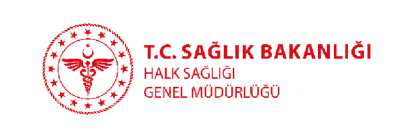 T.C. SAĞLIK BAKANLIĞI
HALK SAĞLIĞI
GENEL MÜDÜRLÜĞÜ